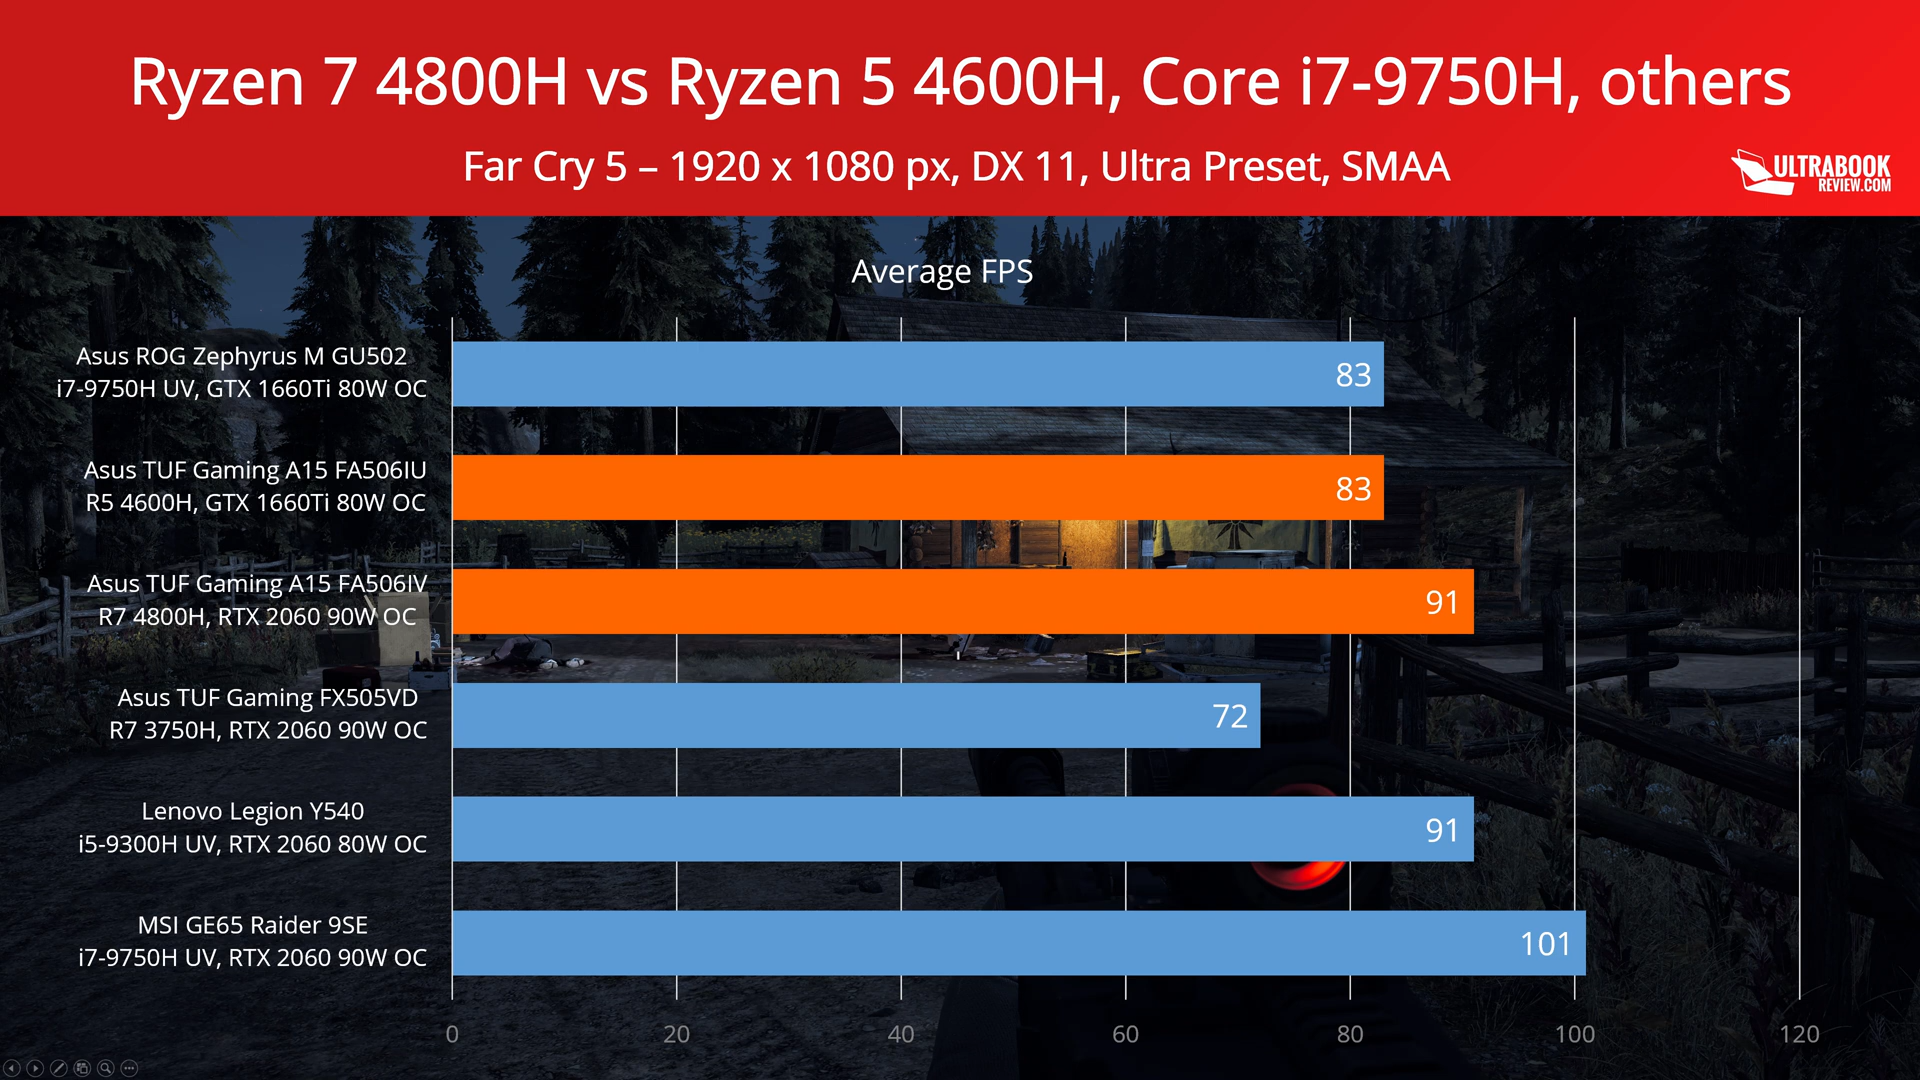 Ryzen 7 4800H vs Ryzen 5 4600H, Core i7-9750H, others
Far Cry 5 – 1920 x 1080 px, DX 11, Ultra Preset, SMAA
ULTRABOOK
REVIEW.COM
Average FPS
Asus ROG Zephyrus M GU502
i7-9750H UV, GTX 1660Ti 80W OC
83
Asus TUF Gaming A15 FA506IU
R5 4600H, GTX 1660Ti 80W OC
83
Asus TUF Gaming A15 FA506IV
R7 4800H, RTX 2060 90W OC
91
Asus TUF Gaming FX505VD
R7 3750H, RTX 2060 90W OC
72
Lenovo Legion Y540
i5-9300H UV, RTX 2060 80W OC
91
MSI GE65 Raider 9SE
i7-9750H UV, RTX 2060 90W OC
101
0 20 40 60 80 100 120